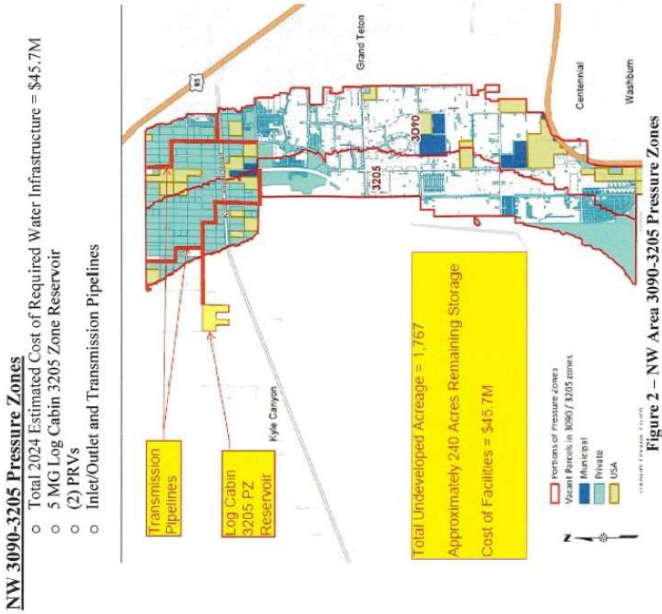 NW 3090-3205 Pressure Zones
○ Total 2024 Estimated Cost of Required Water Infrastructure = $45.7M
○ 5 MG Log Cabin 3205 Zone Reservoir
○ (2) PRVs
○ Inlet/Outlet and Transmission Pipelines
Transmission
Pipelines
Log Cabin
3205 PZ
Reservoir
Kyle Canyon
95
Grand Teton
3205
3090
Centennial
Washburn
Total Undeveloped Acreage = 1,767
Approximately 240 Acres Remaining Storage
Cost of Facilities = $45.7M
N
Portions of Pressure Zones
Vacant Parcels in 3090 / 3205 zones
Municipal
Private
USA
Figure 2 – NW Area 3090-3205 Pressure Zones